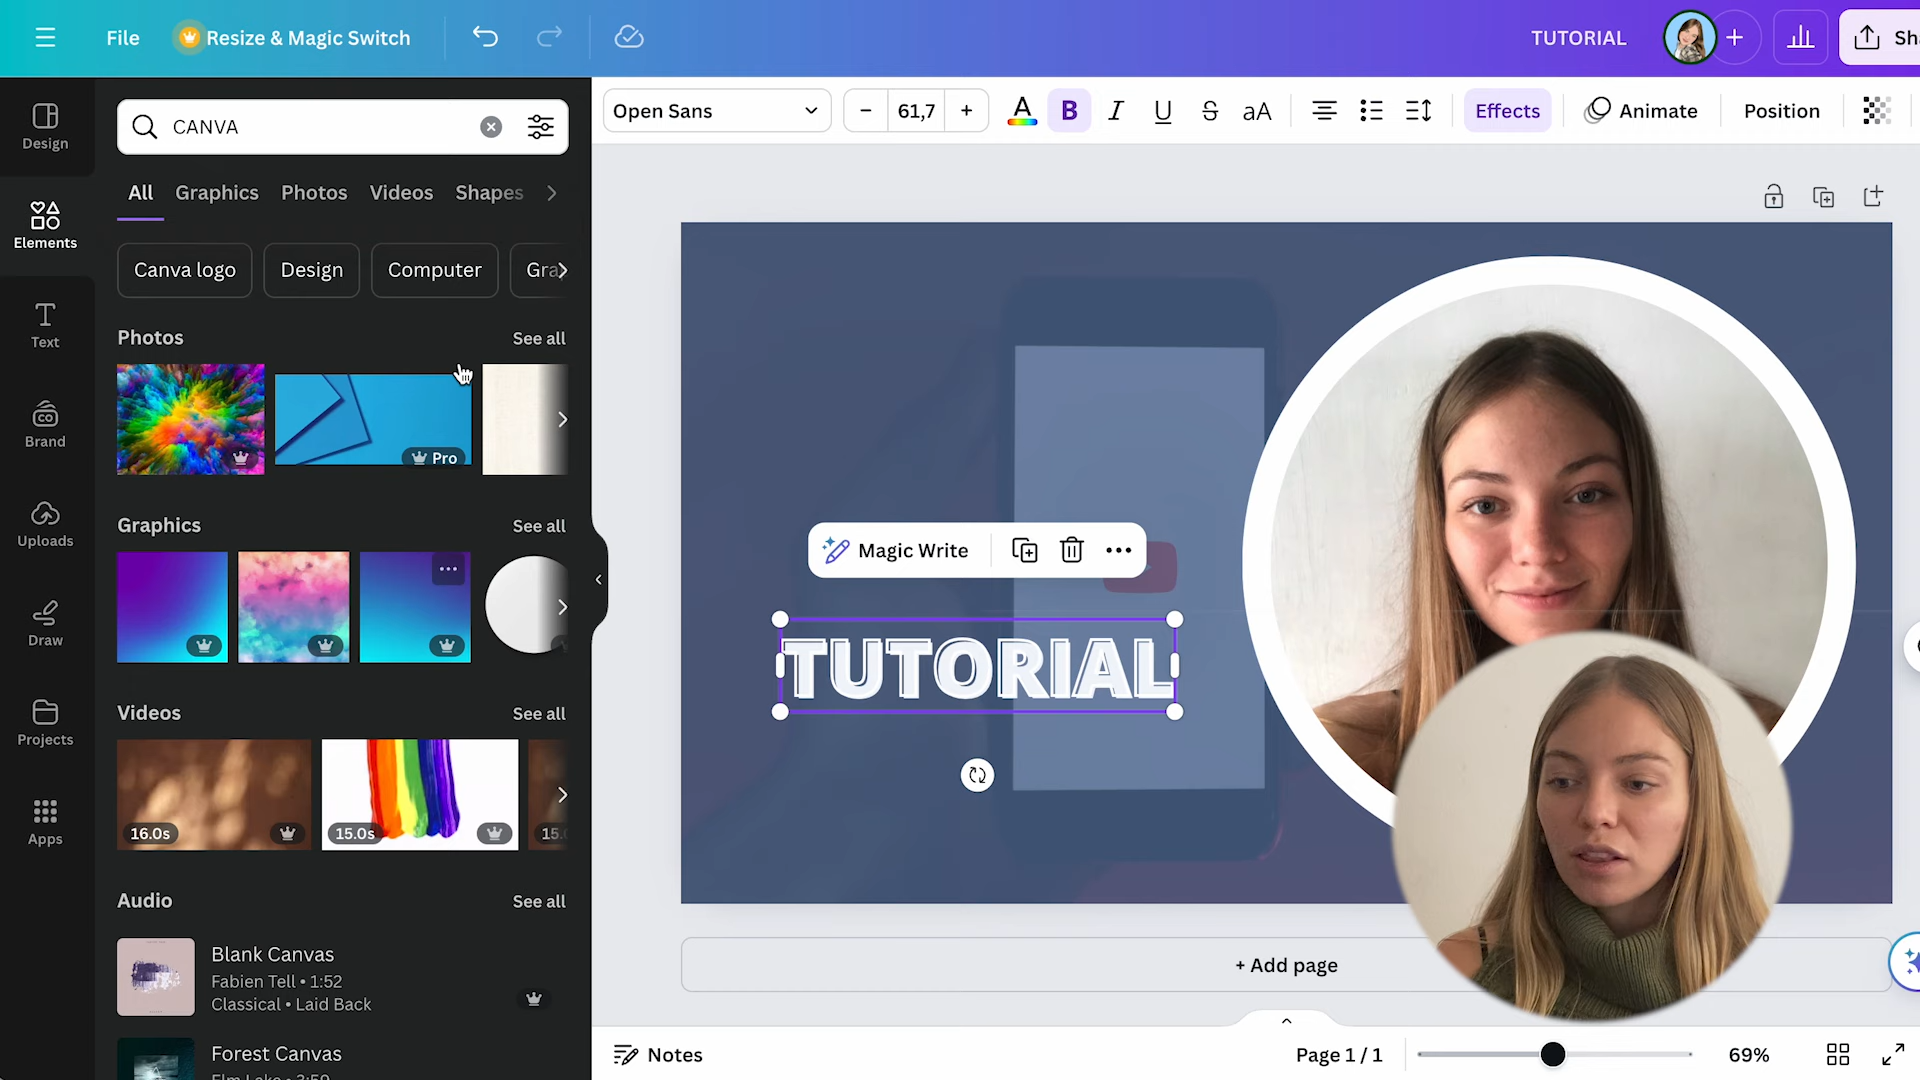 File
Resize & Magic Switch
TUTORIAL
Open Sans
61,7
A
B
I
U
S
aA
Effects
Animate
Position
Design
Elements
Text
Brand
Uploads
Draw
Projects
Apps
CANVA
All
Graphics
Photos
Videos
Shapes
Canva logo
Design
Computer
Photos
See all
Pro
Graphics
See all
Videos
See all
16.0s
15.0s
Audio
See all
Blank Canvas
Fabien Tell • 1:52
Classical • Laid Back
Forest Canvas
Magic Write
TUTORIAL
+ Add page
Notes
Page 1 / 1
69%